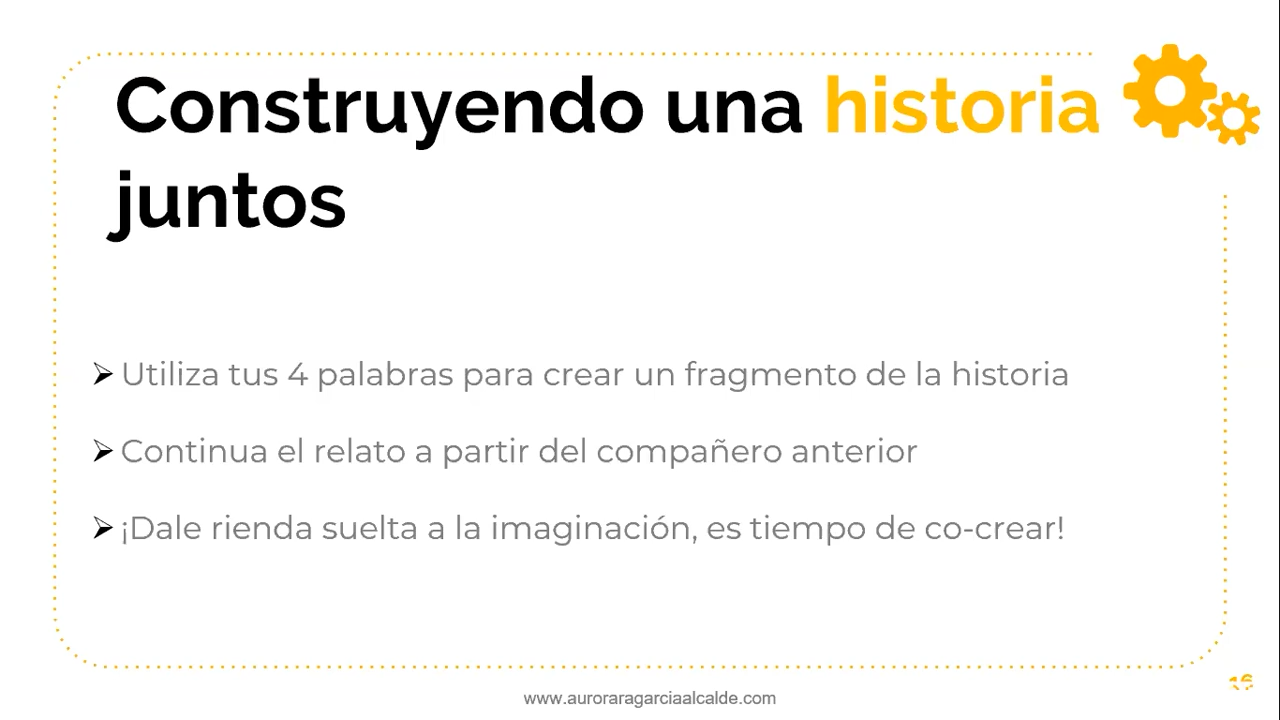 Construyendo una historia
juntos
➢ Utiliza tus 4 palabras para crear un fragmento de la historia
➢ Continua el relato a partir del compañero anterior
➢ ¡Dale rienda suelta a la imaginación, es tiempo de co-crear!
www.auroraragarciaalcalde.com